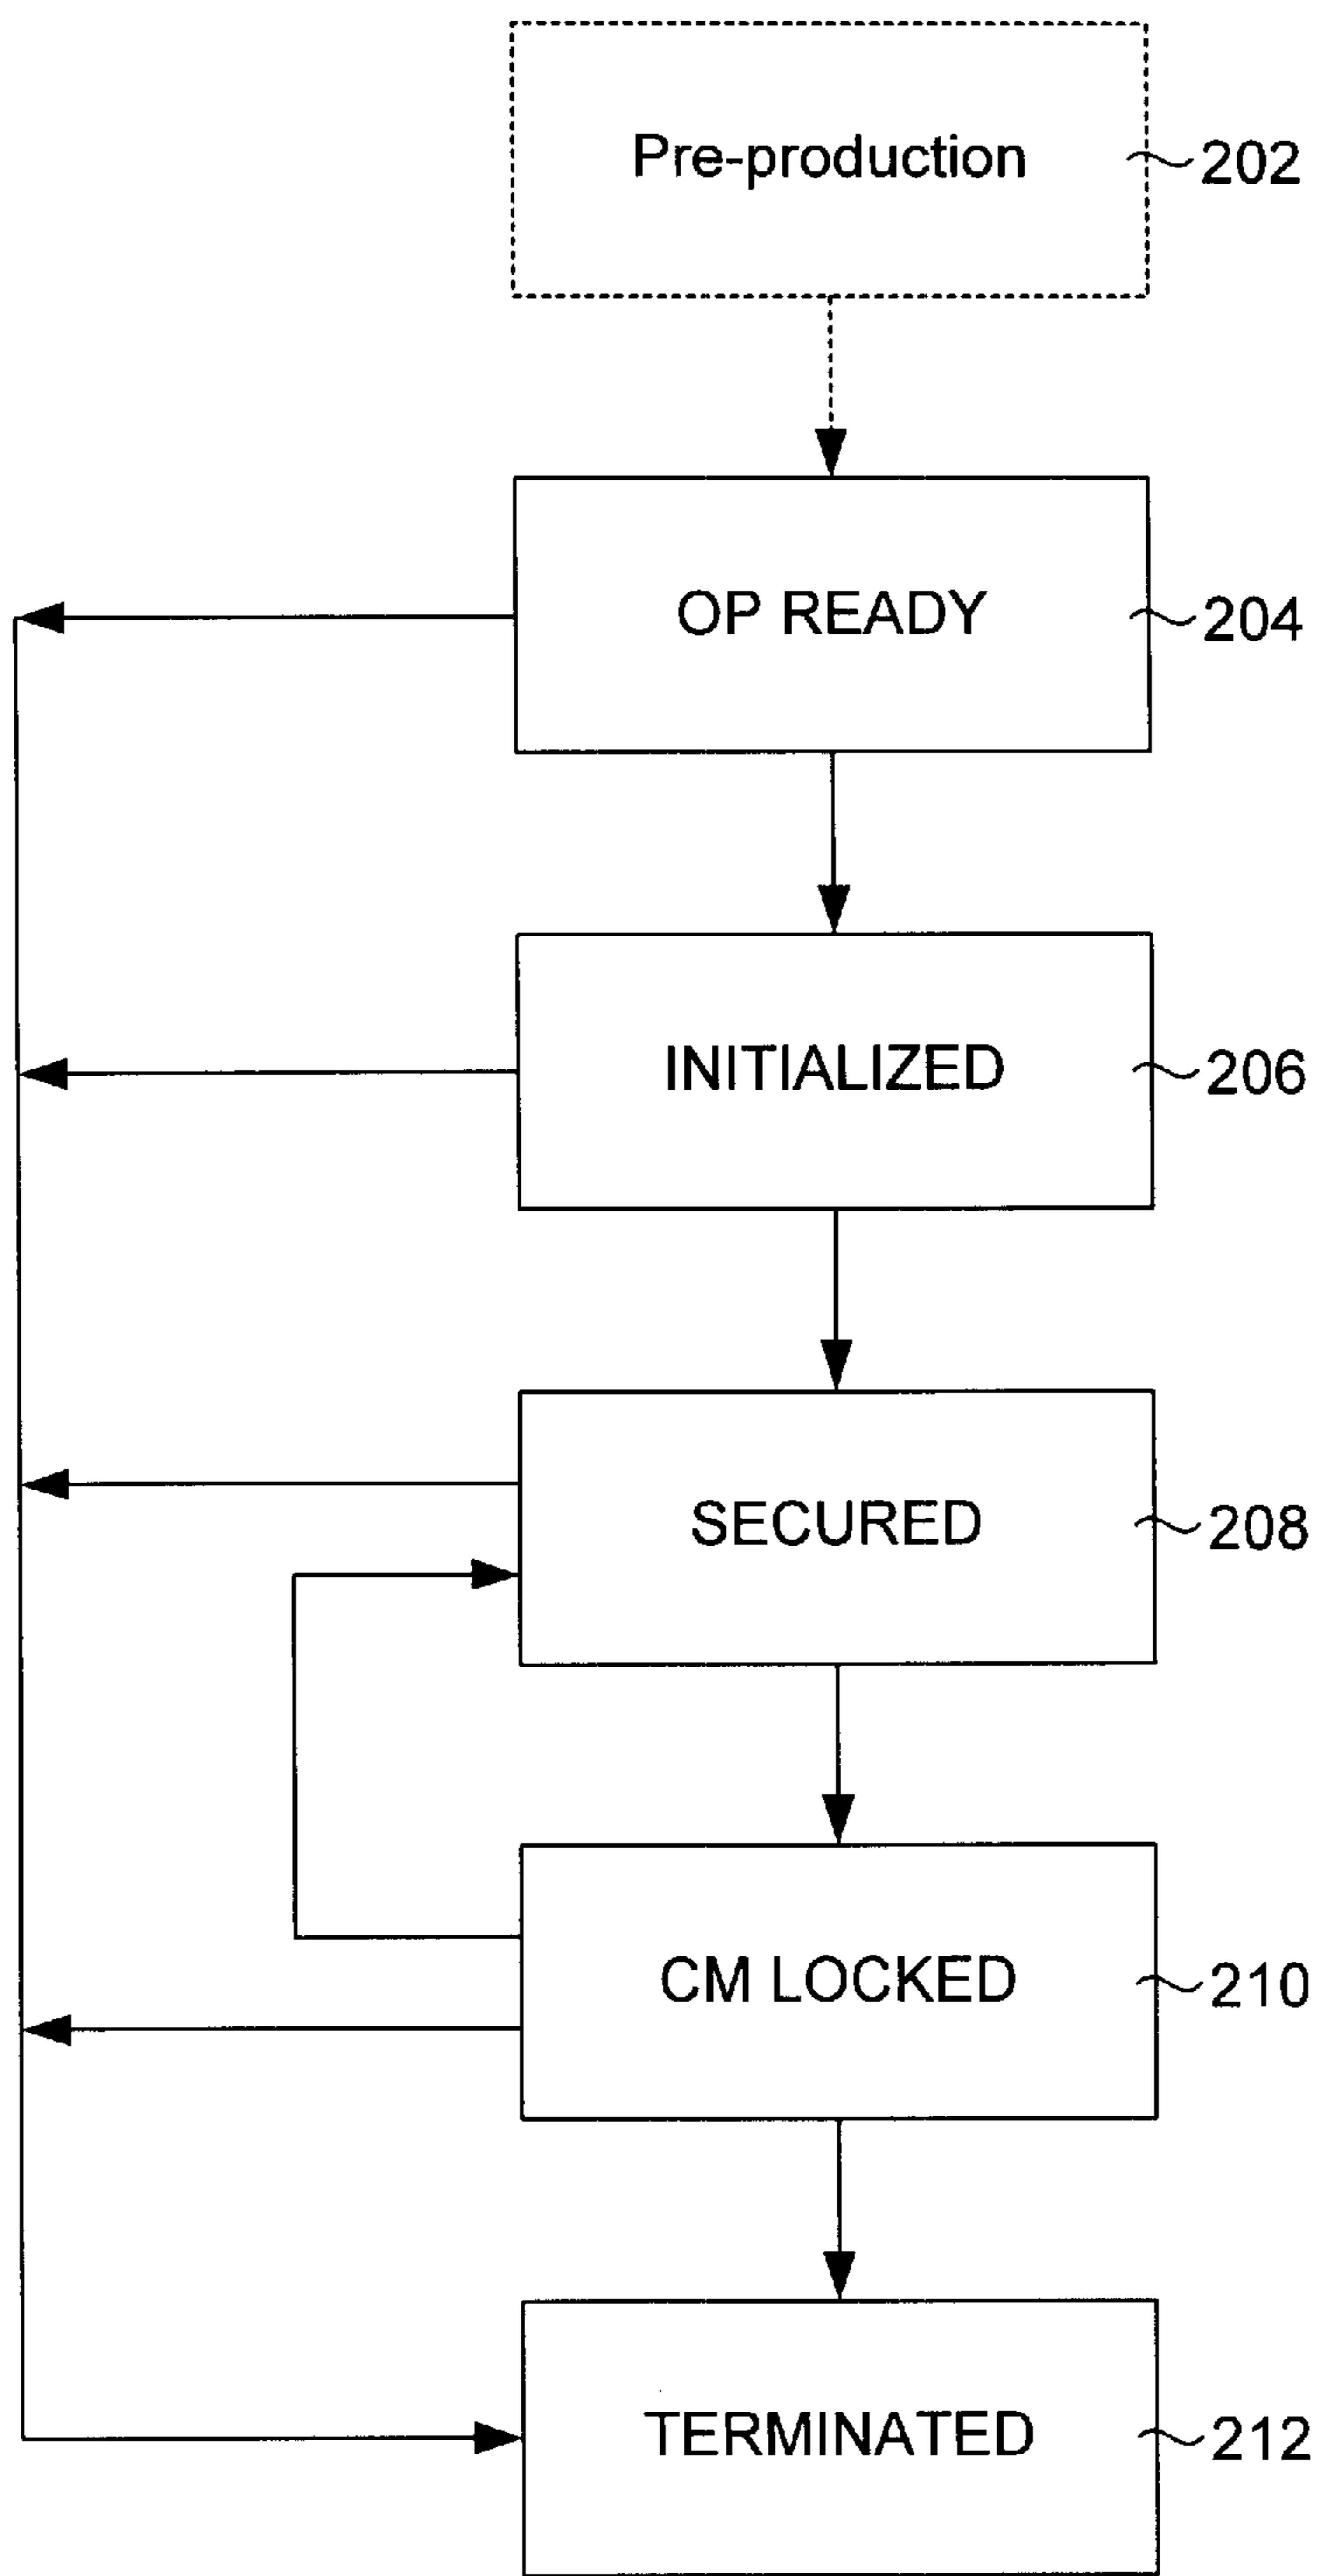 Pre-production 202
OP READY 204
INITIALIZED 206
SECURED 208
CM LOCKED 210
TERMINATED 212